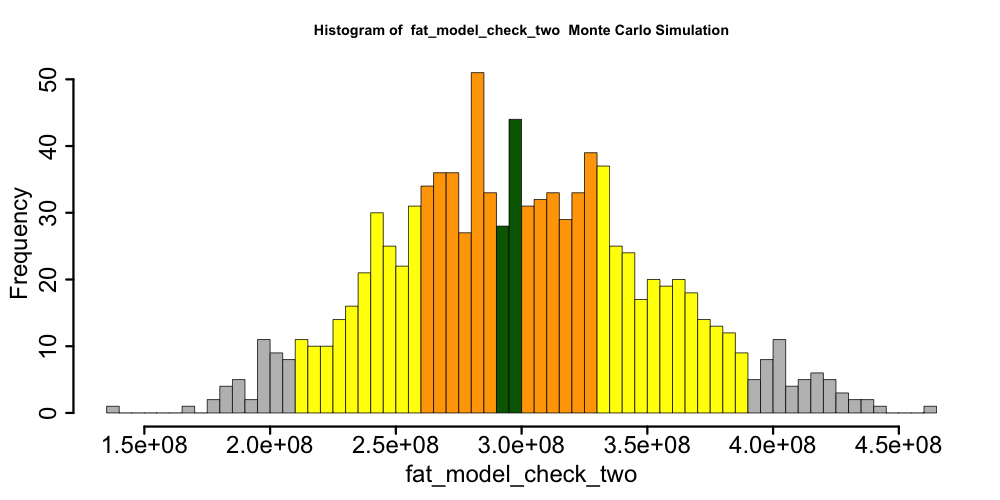 Histogram of  fat_model_check_two  Monte Carlo Simulation
50
40
30
20
10
0
Frequency
1.5e+08 2.0e+08 2.5e+08 3.0e+08 3.5e+08 4.0e+08 4.5e+08
fat_model_check_two